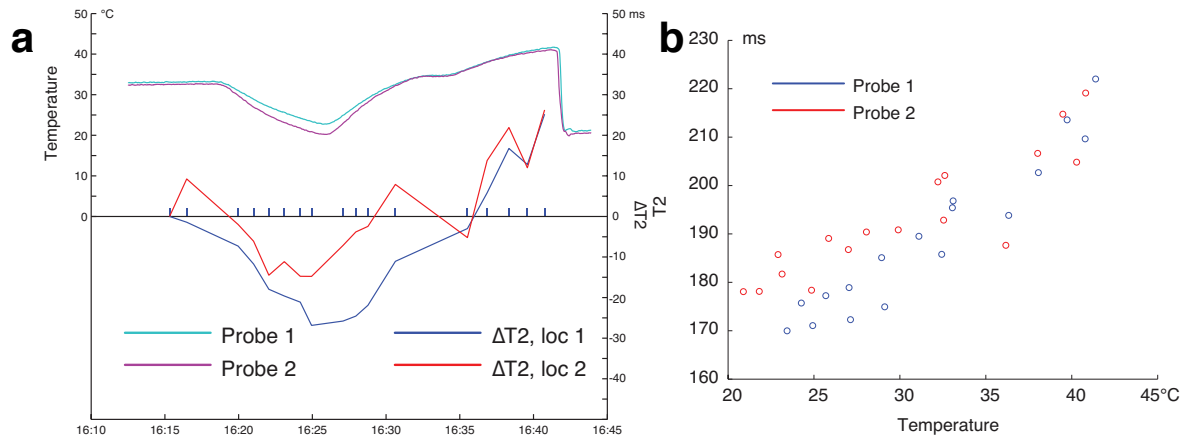 a
50
°C
40
30
20
10
0
Temperature
50 ms
40
30
20
10
0
-10
-20
-30
-40
ΔT2
Probe 1
Probe 2
ΔT2, loc 1
ΔT2, loc 2
16:10
16:15
16:20
16:25
16:30
16:35
16:40
16:45
b
ms
230
220
210
200
190
180
170
160
T2
Probe 1
Probe 2
20
25
30
35
40
45°C
Temperature